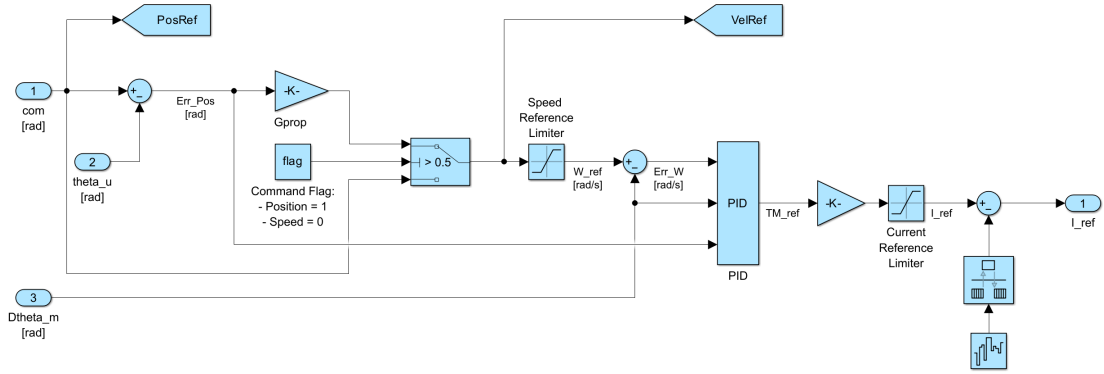 PosRef
VelRef
1
com
[rad]
+
−
Err_Pos
[rad]
-K-
Gprop
2
theta_u
[rad]
flag
Command Flag:
- Position = 1
- Speed = 0
> 0.5
Speed
Reference
Limiter
W_ref
[rad/s]
+
−
Err_W
[rad/s]
PID
PID
TM_ref
-K-
Current
Reference
Limiter
I_ref
+
−
1
I_ref
3
Dtheta_m
[rad]